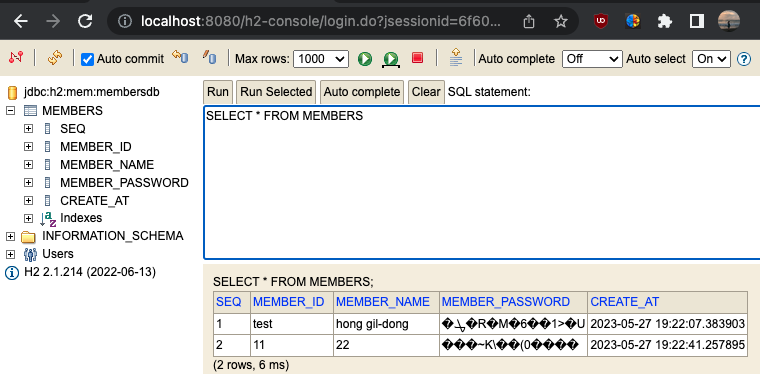 localhost:8080/h2-console/login.do?jsessionid=6f60...
Auto commit Max rows: 1000 Auto complete Off Auto select On
jdbc:h2:mem:membersdb
MEMBERS
SEQ
MEMBER_ID
MEMBER_NAME
MEMBER_PASSWORD
CREATE_AT
Indexes
INFORMATION_SCHEMA
Users
H2 2.1.214 (2022-06-13)
Run Run Selected Auto complete Clear SQL statement:
SELECT * FROM MEMBERS
SELECT * FROM MEMBERS;
SEQ MEMBER_ID MEMBER_NAME MEMBER_PASSWORD CREATE_AT
1 test hong gil-dong 2023-05-27 19:22:07.383903
2 11 22 ���~K\��(0���� 2023-05-27 19:22:41.257895
(2 rows, 6 ms)